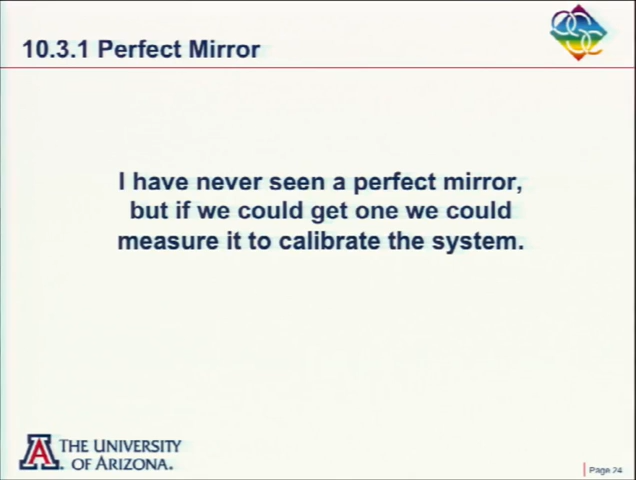 10.3.1 Perfect Mirror
I have never seen a perfect mirror,
but if we could get one we could
measure it to calibrate the system.
THE UNIVERSITY
OF ARIZONA.
Page 24